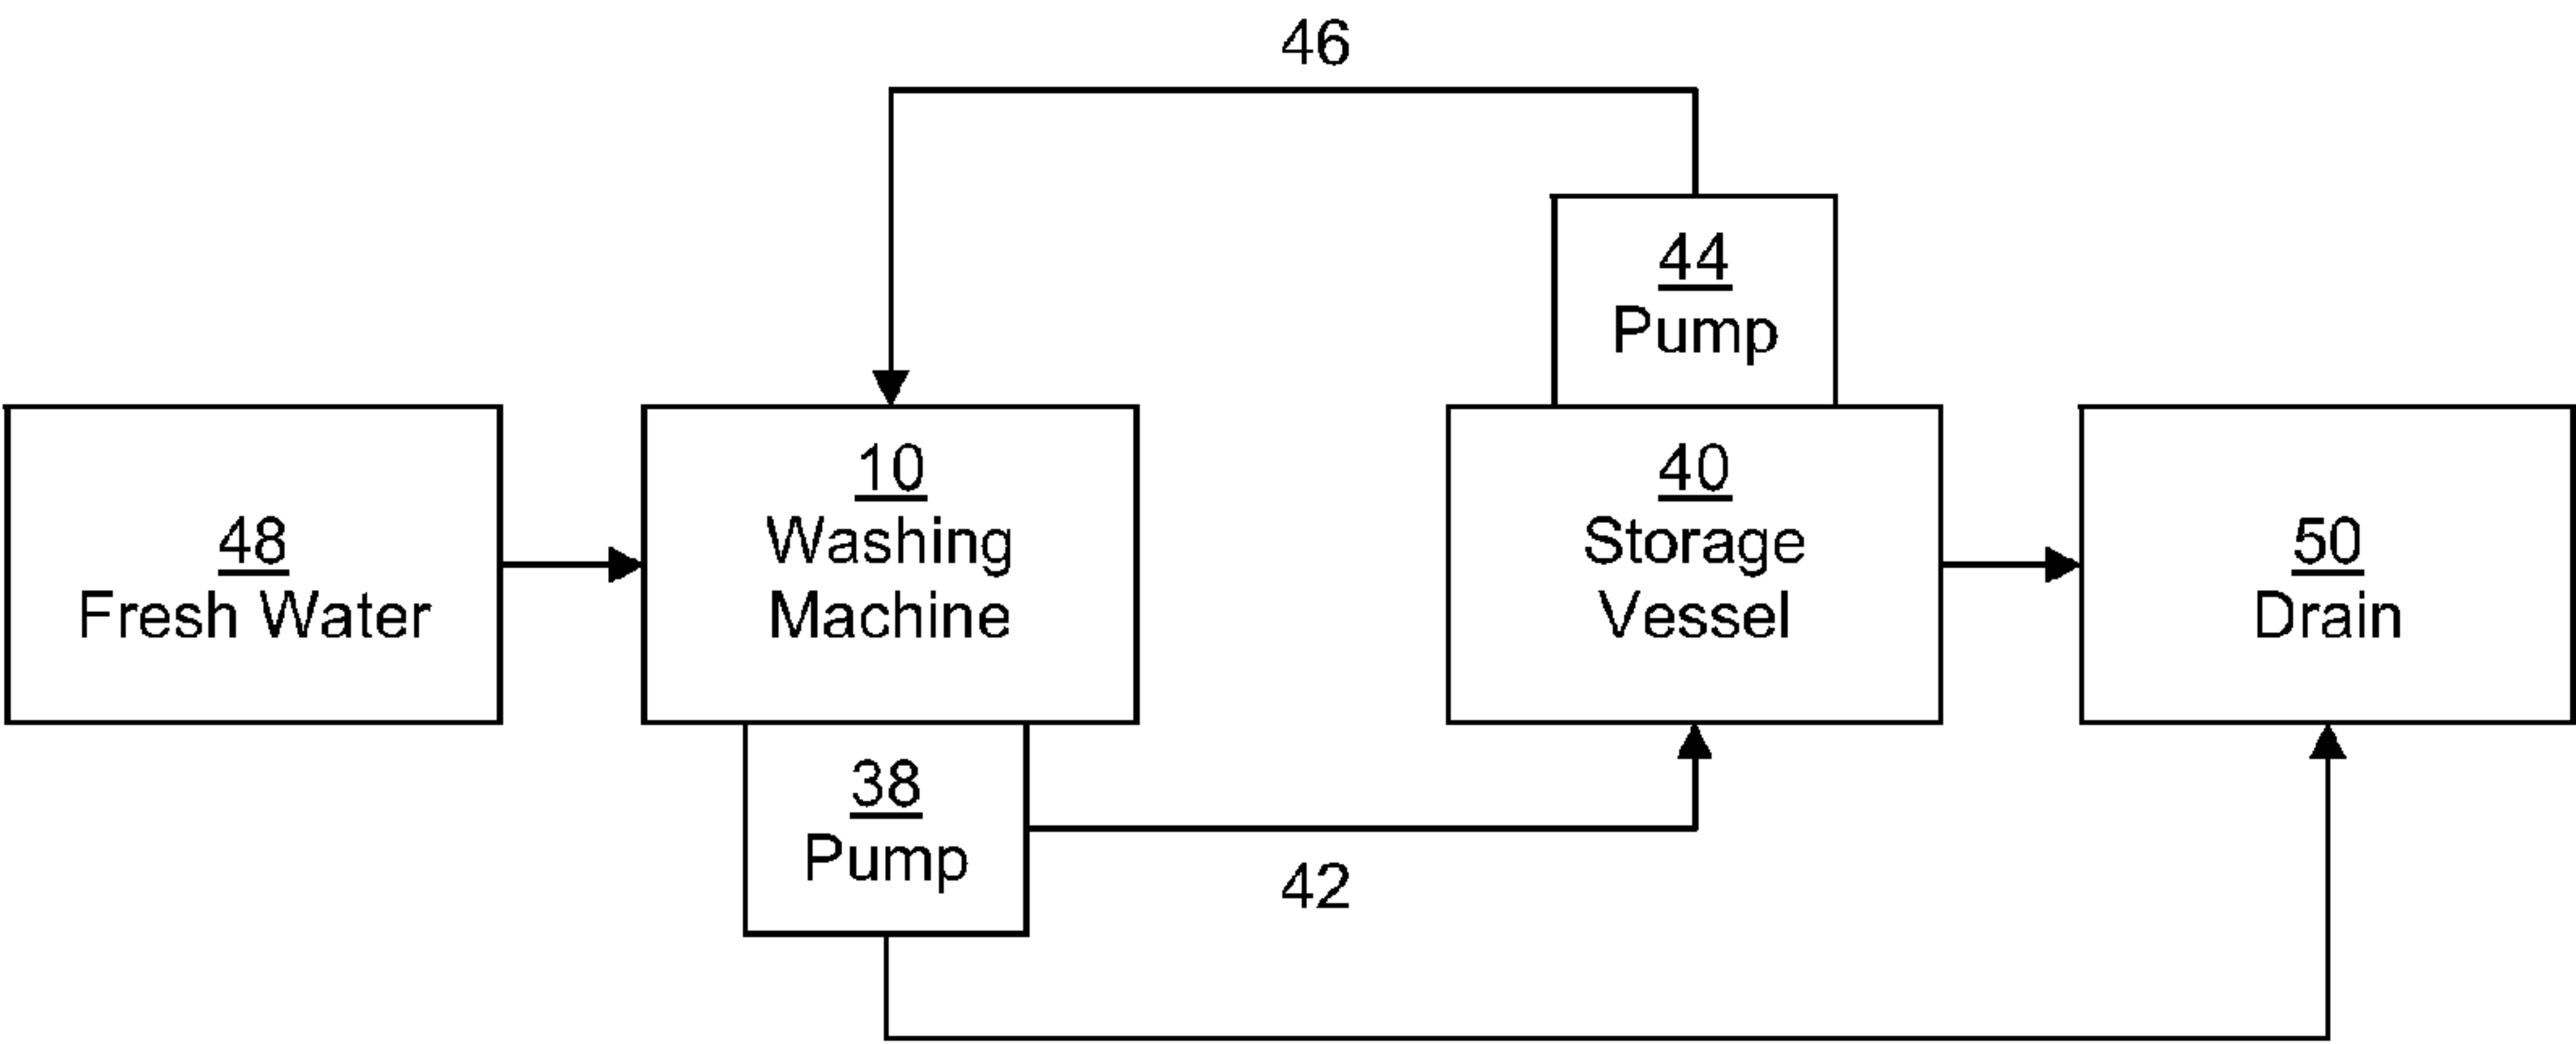 46
44
Pump
48
Fresh Water
10
Washing
Machine
40
Storage
Vessel
50
Drain
38
Pump
42